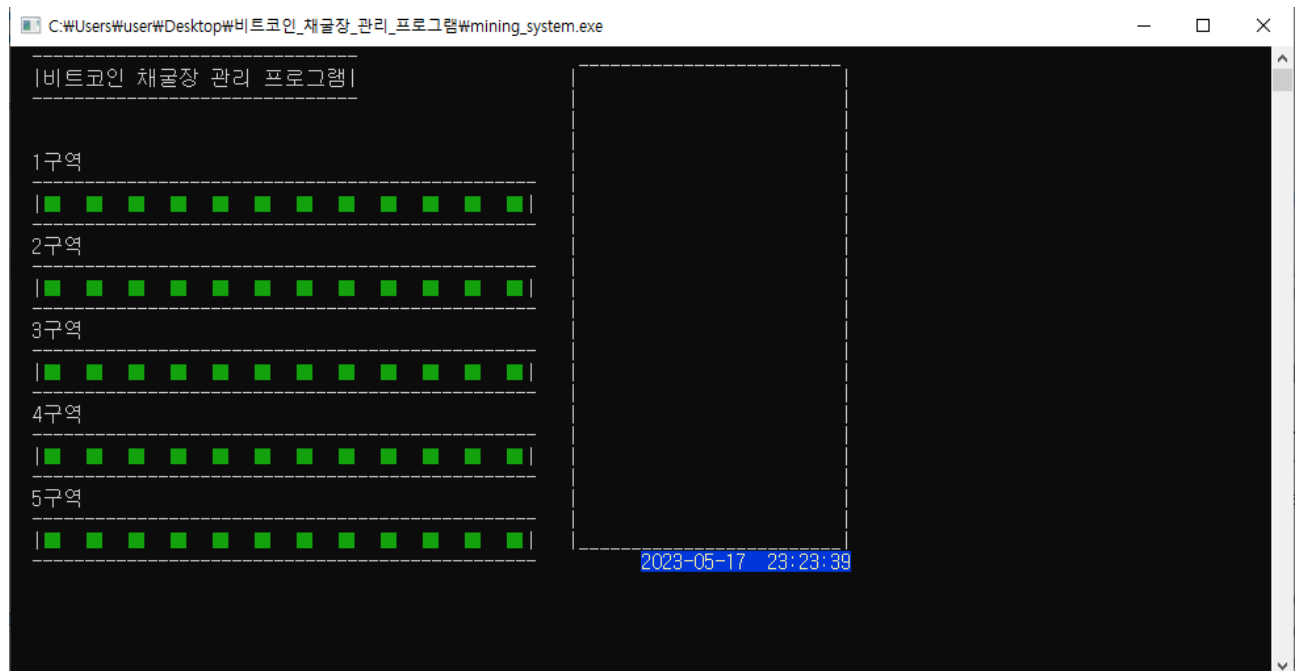 C:₩Users₩user₩Desktop₩비트코인_채굴장_관리_프로그램₩mining_system.exe
|비트코인 채굴장 관리 프로그램|
1구역
2구역
3구역
4구역
5구역
2023-05-17 23:23:39